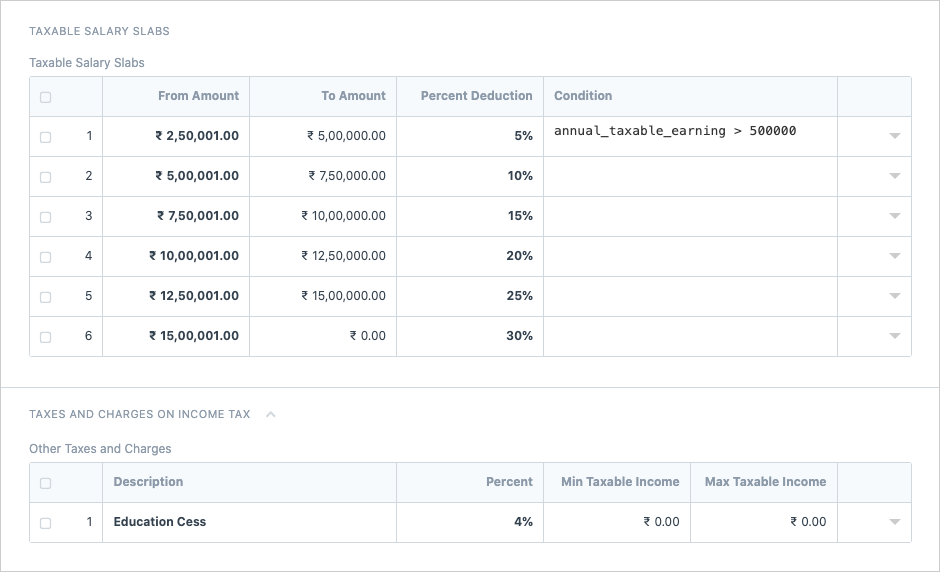 TAXABLE SALARY SLABS
Taxable Salary Slabs
From Amount To Amount Percent Deduction Condition
1 ₹ 2,50,001.00 ₹ 5,00,000.00 5% annual_taxable_earning > 500000
2 ₹ 5,00,001.00 ₹ 7,50,000.00 10%
3 ₹ 7,50,001.00 ₹ 10,00,000.00 15%
4 ₹ 10,00,001.00 ₹ 12,50,000.00 20%
5 ₹ 12,50,001.00 ₹ 15,00,000.00 25%
6 ₹ 15,00,001.00 ₹ 0.00 30%
TAXES AND CHARGES ON INCOME TAX
Other Taxes and Charges
Description Percent Min Taxable Income Max Taxable Income
1 Education Cess 4% ₹ 0.00 ₹ 0.00